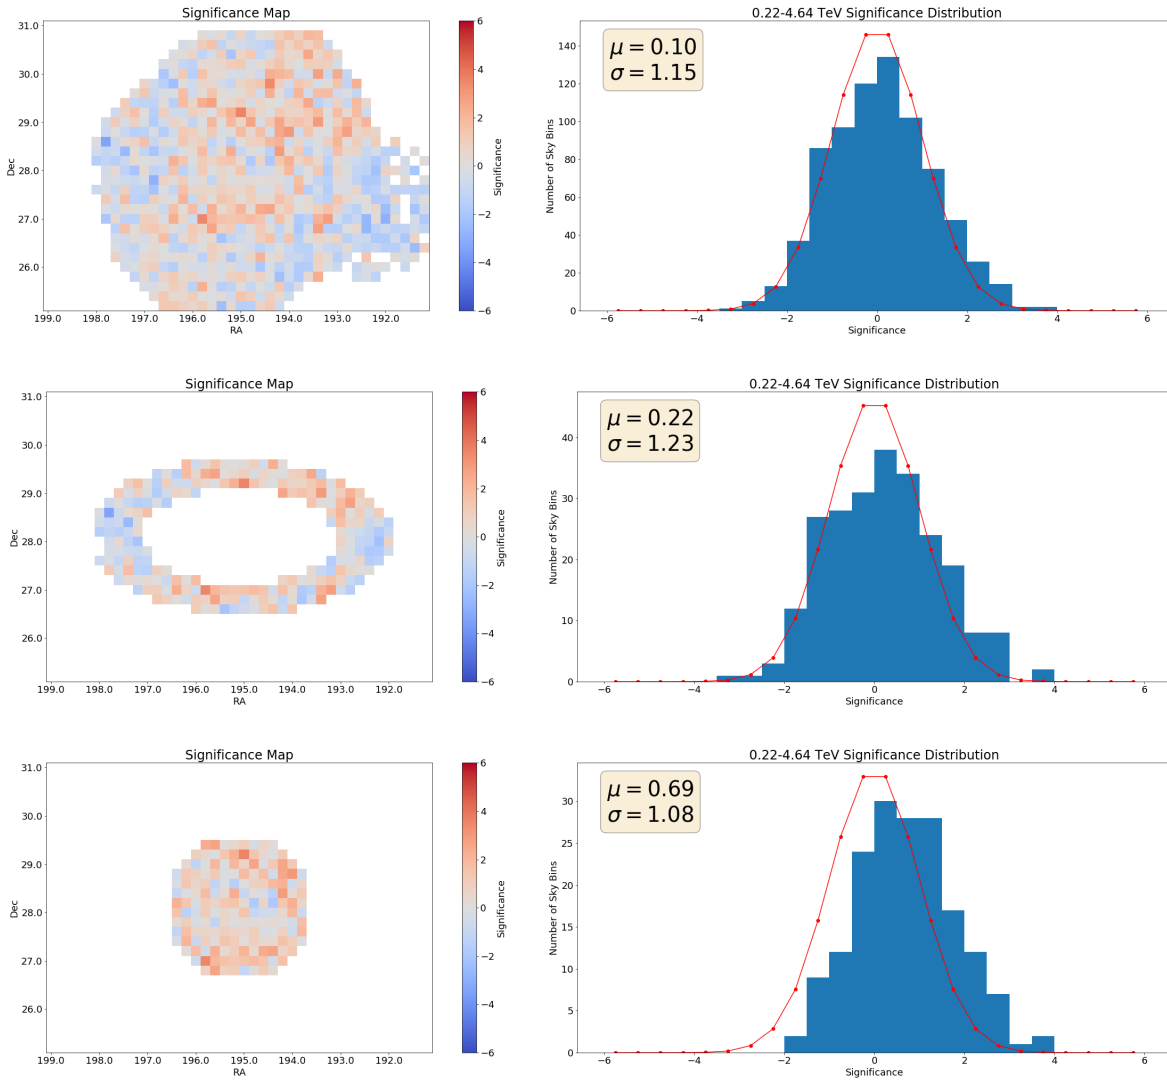 Significance Map
0.22-4.64 TeV Significance Distribution
31.0
30.0
29.0
28.0
27.0
26.0
Dec
199.0 198.0 197.0 196.0 195.0 194.0 193.0 192.0
RA
6
4
2
0
−2
−4
−6
Significance
μ = 0.10
σ = 1.15
140
120
100
80
60
40
20
0
Number of Sky Bins
−6 −4 −2 0 2 4 6
Significance
Significance Map
0.22-4.64 TeV Significance Distribution
31.0
30.0
29.0
28.0
27.0
26.0
Dec
199.0 198.0 197.0 196.0 195.0 194.0 193.0 192.0
RA
6
4
2
0
−2
−4
−6
Significance
μ = 0.22
σ = 1.23
40
30
20
10
0
Number of Sky Bins
−6 −4 −2 0 2 4 6
Significance
Significance Map
0.22-4.64 TeV Significance Distribution
31.0
30.0
29.0
28.0
27.0
26.0
Dec
199.0 198.0 197.0 196.0 195.0 194.0 193.0 192.0
RA
6
4
2
0
−2
−4
−6
Significance
μ = 0.69
σ = 1.08
30
25
20
15
10
5
0
Number of Sky Bins
−6 −4 −2 0 2 4 6
Significance